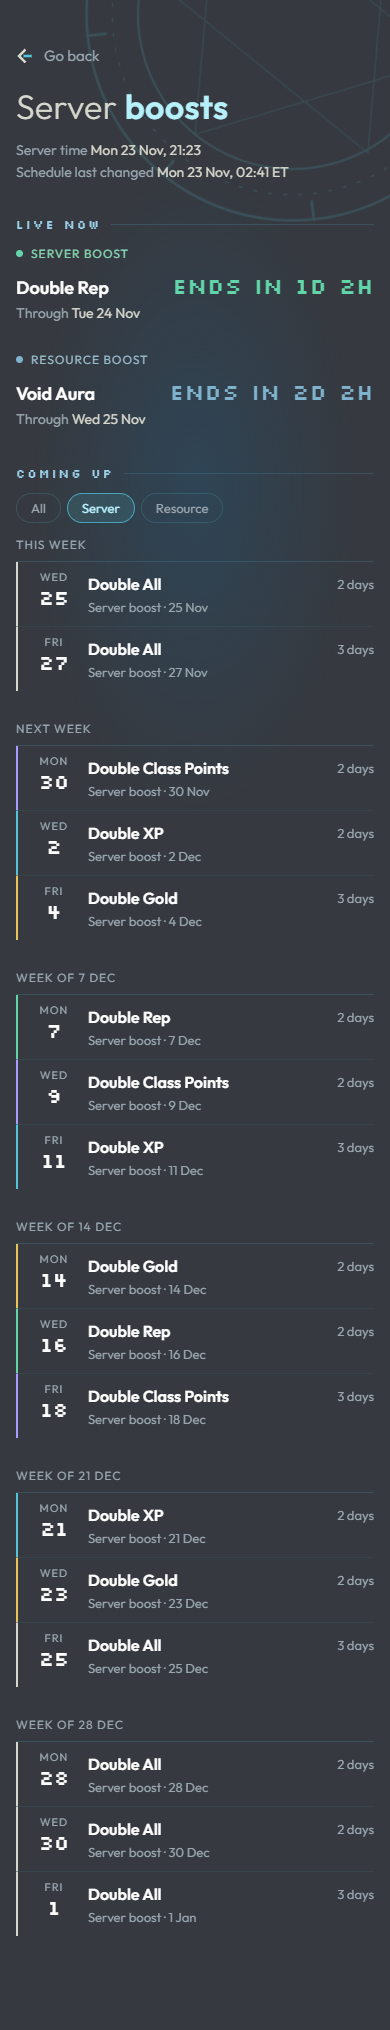 Go back
Server boosts
Server time Mon 23 Nov, 21:23
Schedule last changed Mon 23 Nov, 02:41 ET
LIVE NOW
SERVER BOOST
Double Rep ENDS IN 1D 2H
Through Tue 24 Nov
RESOURCE BOOST
Void Aura ENDS IN 2D 2H
Through Wed 25 Nov
COMING UP
All Server Resource
THIS WEEK
WED 25 Double All 2 days
Server boost · 25 Nov
FRI 27 Double All 3 days
Server boost · 27 Nov
NEXT WEEK
MON 30 Double Class Points 2 days
Server boost · 30 Nov
WED 2 Double XP 2 days
Server boost · 2 Dec
FRI 4 Double Gold 3 days
Server boost · 4 Dec
WEEK OF 7 DEC
MON 7 Double Rep 2 days
Server boost · 7 Dec
WED 9 Double Class Points 2 days
Server boost · 9 Dec
FRI 11 Double XP 3 days
Server boost · 11 Dec
WEEK OF 14 DEC
MON 14 Double Gold 2 days
Server boost · 14 Dec
WED 16 Double Rep 2 days
Server boost · 16 Dec
FRI 18 Double Class Points 3 days
Server boost · 18 Dec
WEEK OF 21 DEC
MON 21 Double XP 2 days
Server boost · 21 Dec
WED 23 Double Gold 2 days
Server boost · 23 Dec
FRI 25 Double All 3 days
Server boost · 25 Dec
WEEK OF 28 DEC
MON 28 Double All 2 days
Server boost · 28 Dec
WED 30 Double All 2 days
Server boost · 30 Dec
FRI 1 Double All 3 days
Server boost · 1 Jan